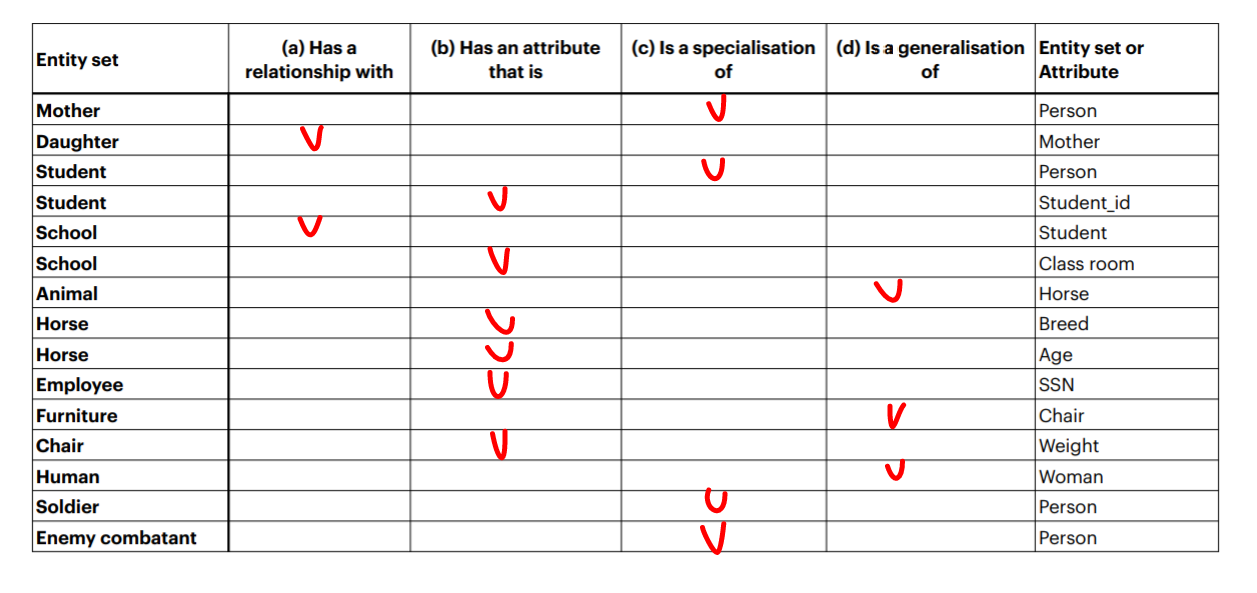 Entity set (a) Has a relationship with (b) Has an attribute that is (c) Is a specialisation of (d) Is a generalisation of Entity set or Attribute
Mother V Person
Daughter V Mother
Student V Person
Student V Student_id
School V Student
School V Class room
Animal V Horse
Horse V Breed
Horse V Age
Employee V SSN
Furniture V Chair
Chair V Weight
Human V Woman
Soldier V Person
Enemy combatant V Person